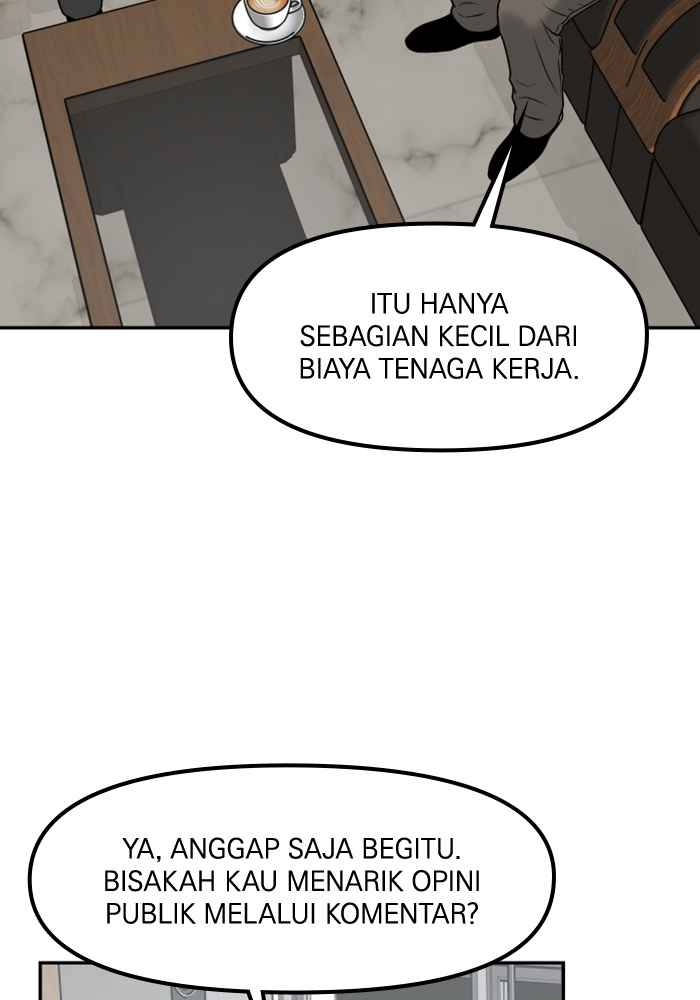 ITU HANYA
SEBAGIAN KECIL DARI
BIAYA TENAGA KERJA.
YA, ANGGAP SAJA BEGITU.
BISAKAH KAU MENARIK OPINI
PUBLIK MELALUI KOMENTAR?